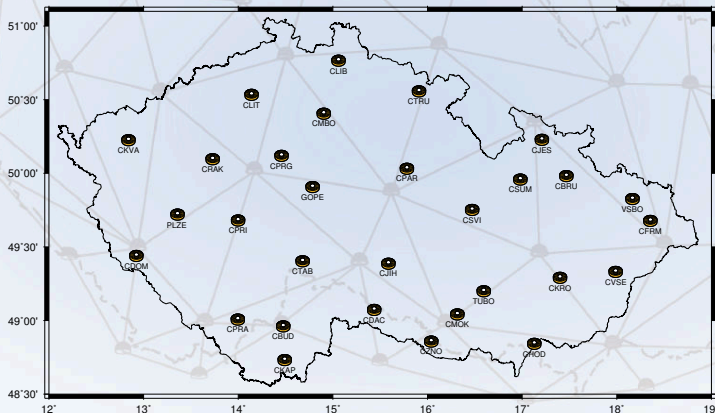 51°00'
CLIB
50°30'
CLIT
CTRU
CMBO
CKVA
CJES
CRAK
CPRG
50°00'
CPAR
CSUM
CBRU
GOPE
VSBO
PLZE
CPRI
CSVI
CFRM
49°30'
CDOM
CTAB
CJIH
CKRO
CVSE
TUBO
49°00'
CPRA
CDAC
CMOK
CBUD
CZNO
CHOD
CKAP
48°30'
12° 13° 14° 15° 16° 17° 18° 19